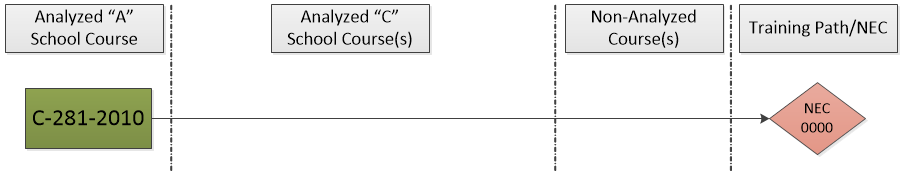 Analyzed “A”
School Course
Analyzed “C”
School Course(s)
Non-Analyzed
Course(s)
Training Path/NEC
C-281-2010
NEC
0000